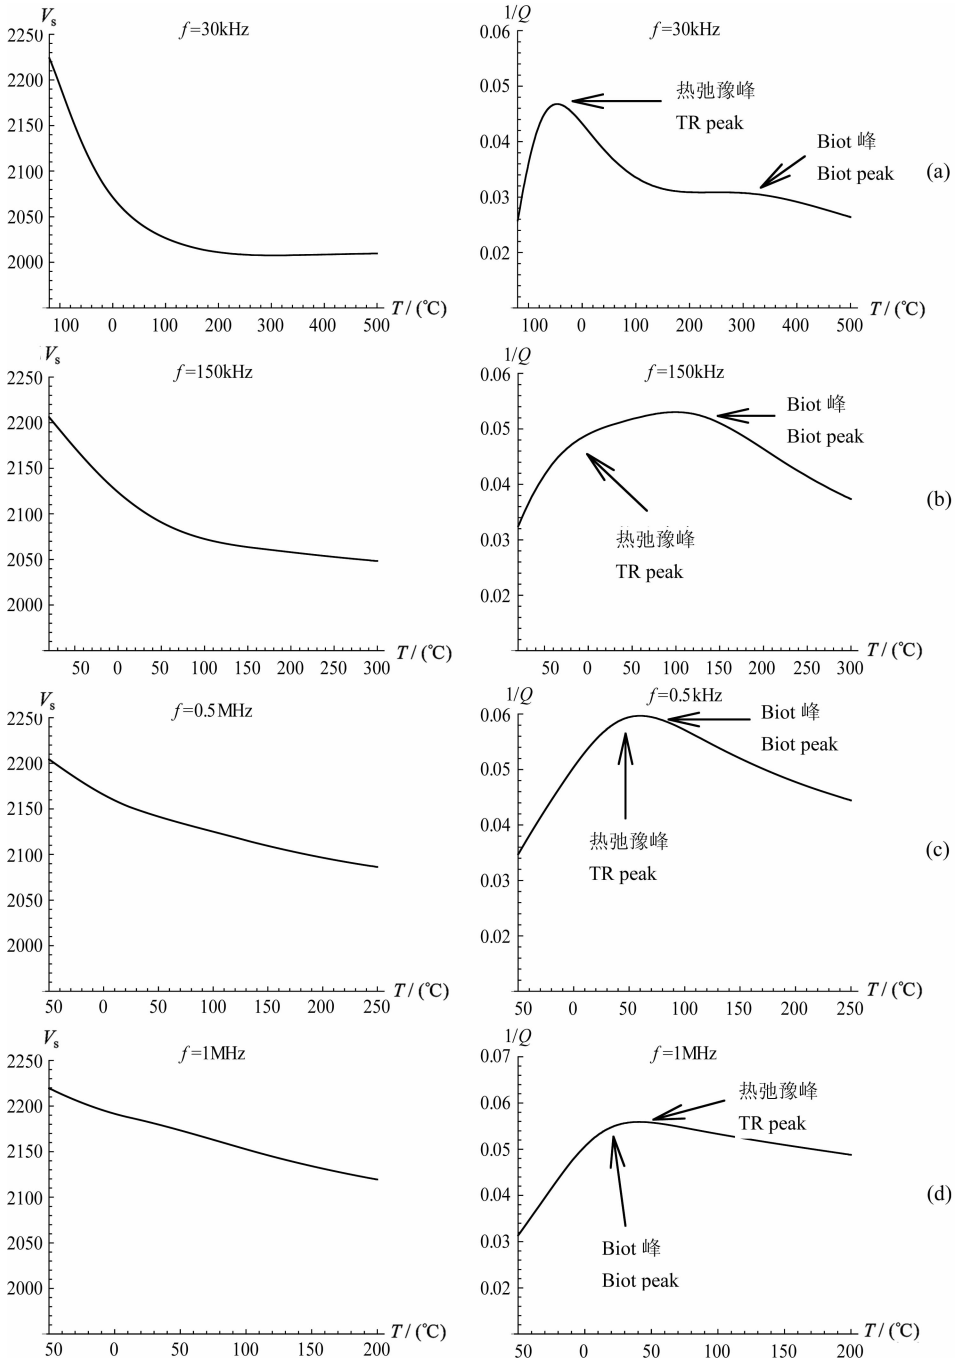 Vs
f=30kHz
2250
2200
2150
2100
2050
2000
100 0 100 200 300 400 500
T / (℃)
1/Q
f=30kHz
0.06
0.05
0.04
0.03
0.02
热弛豫峰
TR peak
Biot 峰
Biot peak
100 0 100 200 300 400 500
T / (℃)
(a)
Vs
f=150kHz
2250
2200
2150
2100
2050
2000
50 0 50 100 150 200 250 300
T / (℃)
1/Q
f=150kHz
0.06
0.05
0.04
0.03
0.02
Biot 峰
Biot peak
热弛豫峰
TR peak
50 0 50 100 150 200 250 300
T / (℃)
(b)
Vs
f=0.5MHz
2250
2200
2150
2100
2050
2000
50 0 50 100 150 200 250
T / (℃)
1/Q
f=0.5kHz
0.06
0.05
0.04
0.03
0.02
Biot 峰
Biot peak
热弛豫峰
TR peak
50 0 50 100 150 200 250
T / (℃)
(c)
Vs
f=1MHz
2250
2200
2150
2100
2050
2000
50 0 50 100 150 200
T / (℃)
1/Q
f=1MHz
0.07
0.06
0.05
0.04
0.03
0.02
热弛豫峰
TR peak
Biot 峰
Biot peak
50 0 50 100 150 200
T / (℃)
(d)